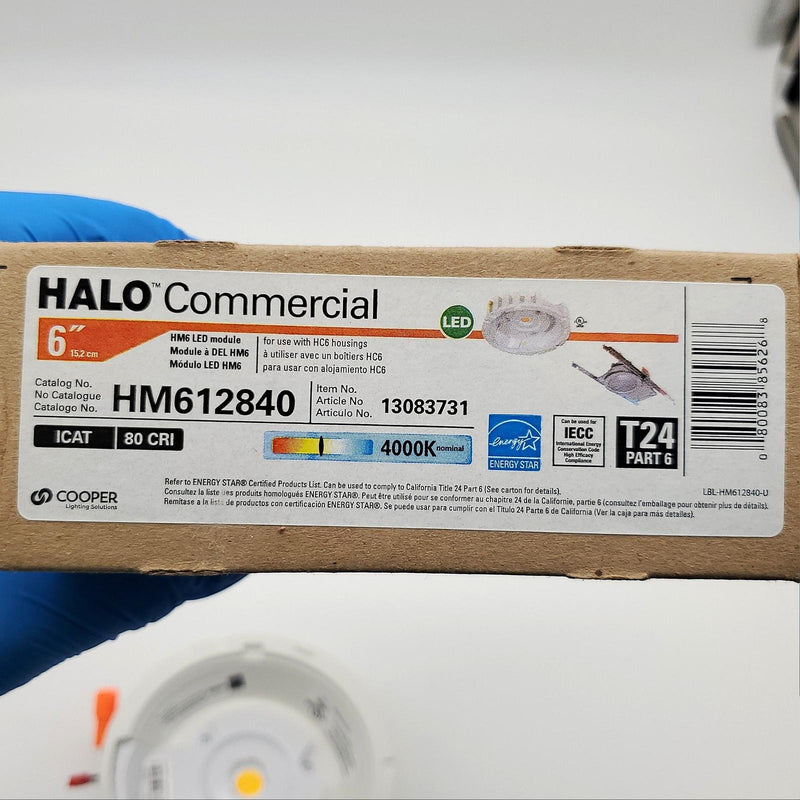 HALO™ Commercial
6″
15,2 cm
HM6 LED module
Module à DEL HM6
Módulo LED HM6
for use with HC6 housings
à utiliser avec un boîtiers HC6
para usar con alojamiento HC6
LED
Catalog No.
No Catalogue
Catalogo No.
HM612840
Item No.
Article No
Articulo No.
13083731
ICAT
80 CRI
4000K nominal
energy
ENERGY STAR
Can be used for
IECC
International Energy
Conservation Code
High Efficacy
Compliance
T24
PART 6
0 80083 85626 8
COOPER
Lighting Solutions
Refer to ENERGY STAR® Certified Products List. Can be used to comply to California Title 24 Part 6 (See carton for details).
Consultez la liste des produits homologués ENERGY STAR®. Peut être utilisé pour se conformer au chapitre 24 de la Californie, partie 6 (consultez l'emballage pour obtenir plus de détails).
Remítase a la lista de productos con certificación ENERGY STAR®. Se puede usar para cumplir con el Título 24 Parte 6 de California (Ver la caja para más detalles).
LBL-HM612840-U